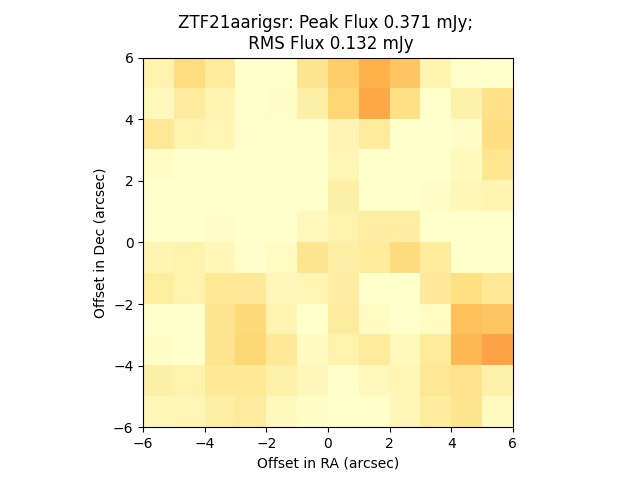 ZTF21aarigsr: Peak Flux 0.371 mJy;
RMS Flux 0.132 mJy
6
4
2
0
−2
−4
−6
Offset in Dec (arcsec)
−6 −4 −2 0 2 4 6
Offset in RA (arcsec)